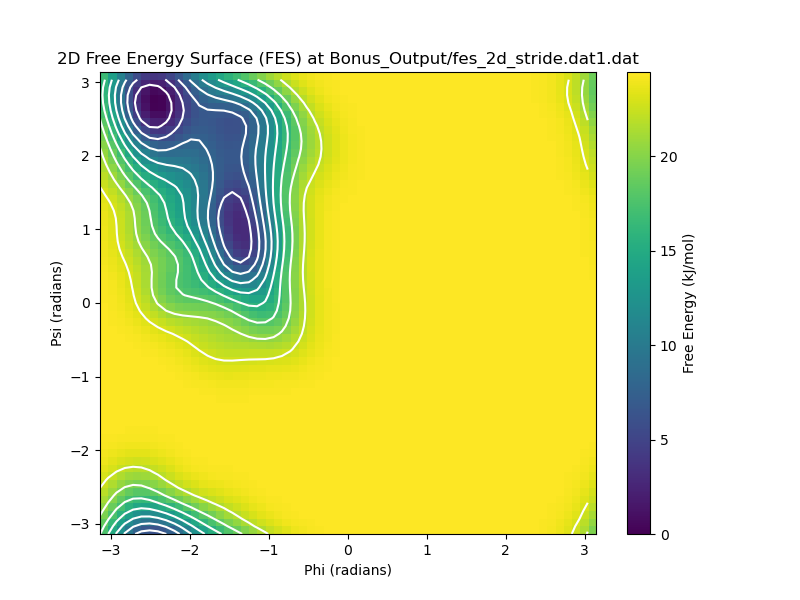 2D Free Energy Surface (FES) at Bonus_Output/fes_2d_stride.dat1.dat
3
2
1
0
−1
−2
−3
Psi (radians)
−3 −2 −1 0 1 2 3
Phi (radians)
20
15
10
5
0
Free Energy (kJ/mol)